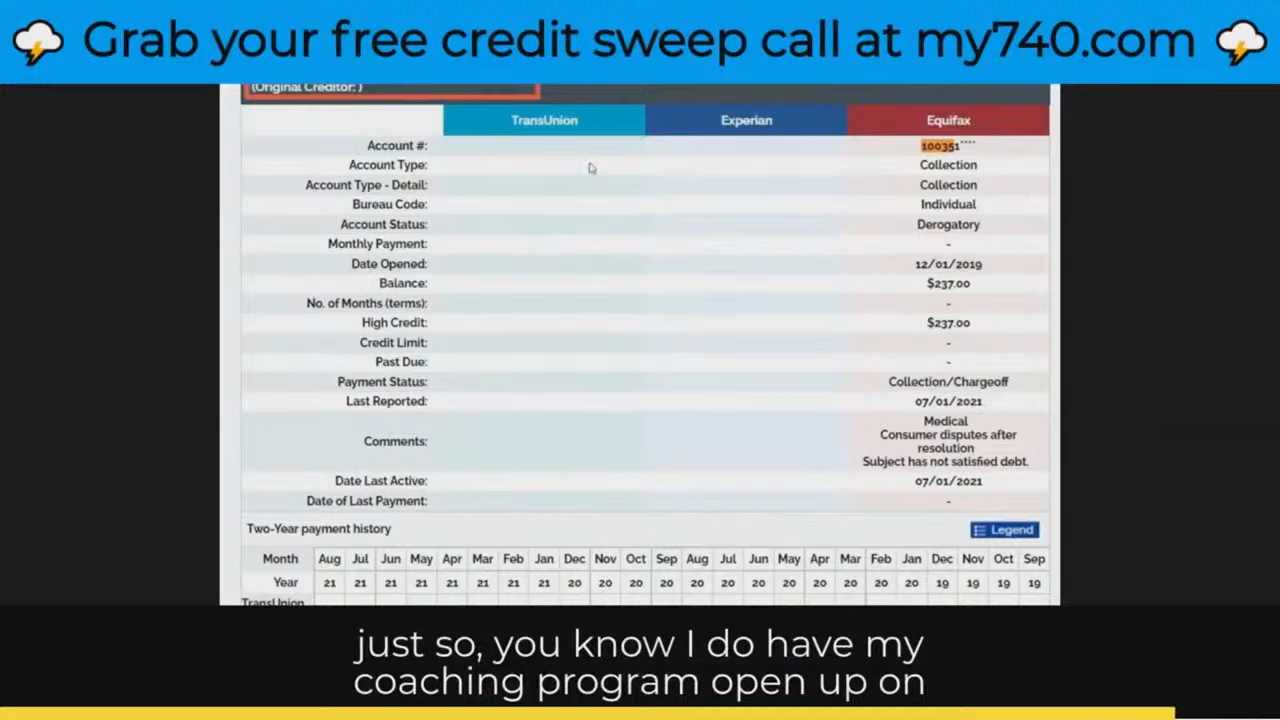 Grab your free credit sweep call at my740.com
(Original Creditor: )
TransUnion Experian Equifax
Account #: 100351****
Account Type: Collection
Account Type - Detail: Collection
Bureau Code: Individual
Account Status: Derogatory
Monthly Payment: -
Date Opened: 12/01/2019
Balance: $237.00
No. of Months (terms): -
High Credit: $237.00
Credit Limit: -
Past Due: -
Payment Status: Collection/Chargeoff
Last Reported: 07/01/2021
Comments: Medical
Consumer disputes after
resolution
Subject has not satisfied debt.
Date Last Active: 07/01/2021
Date of Last Payment: -
Two-Year payment history Legend
Month Aug Jul Jun May Apr Mar Feb Jan Dec Nov Oct Sep Aug Jul Jun May Apr Mar Feb Jan Dec Nov Oct Sep
Year 21 21 21 21 21 21 21 21 20 20 20 20 20 20 20 20 20 20 20 20 19 19 19 19
TransUnion
just so, you know I do have my
coaching program open up on